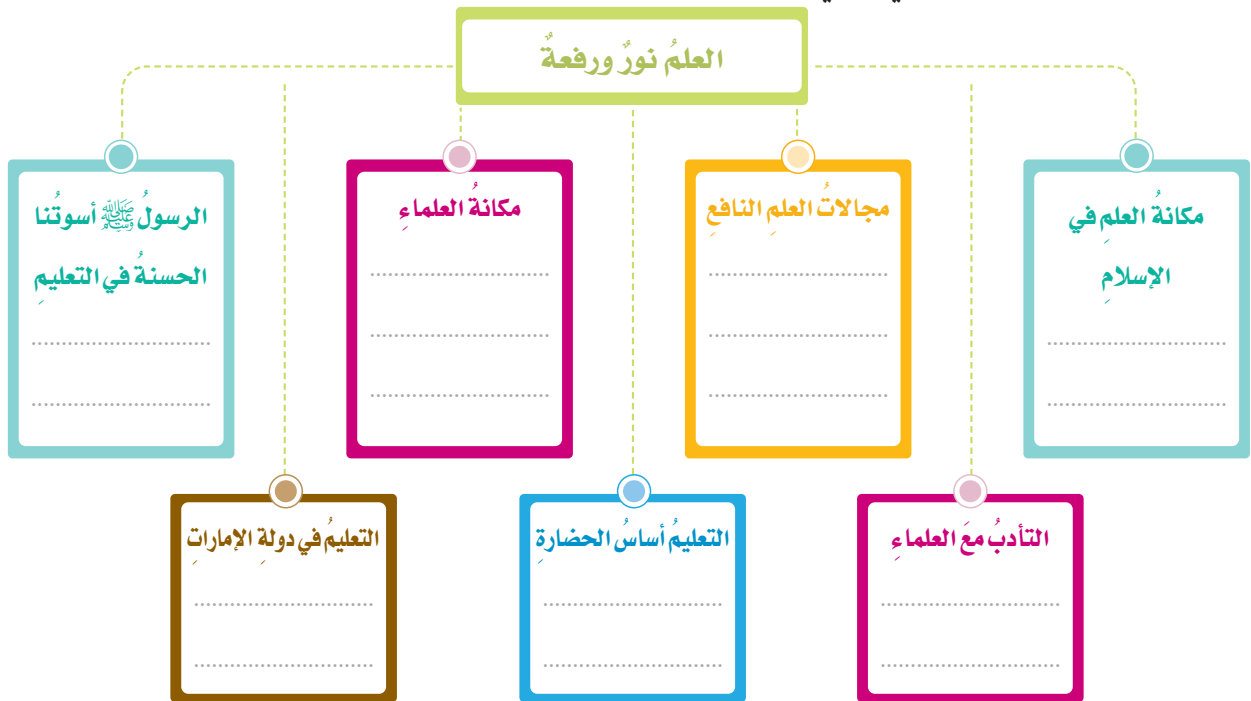 العلمُ نورٌ ورفعةٌ
مكانةُ العلمِ في
الإسلامِ
........................................
........................................
مجالاتُ العلمِ النافعِ
........................................
........................................
........................................
مكانةُ العلماءِ
........................................
........................................
........................................
الرسولُ ﷺ أسوتُنا
الحسنةُ في التعليمِ
........................................
........................................
التأدبُ معَ العلماءِ
........................................
........................................
التعليمُ أساسُ الحضارةِ
........................................
........................................
التعليمُ في دولةِ الإماراتِ
........................................
........................................